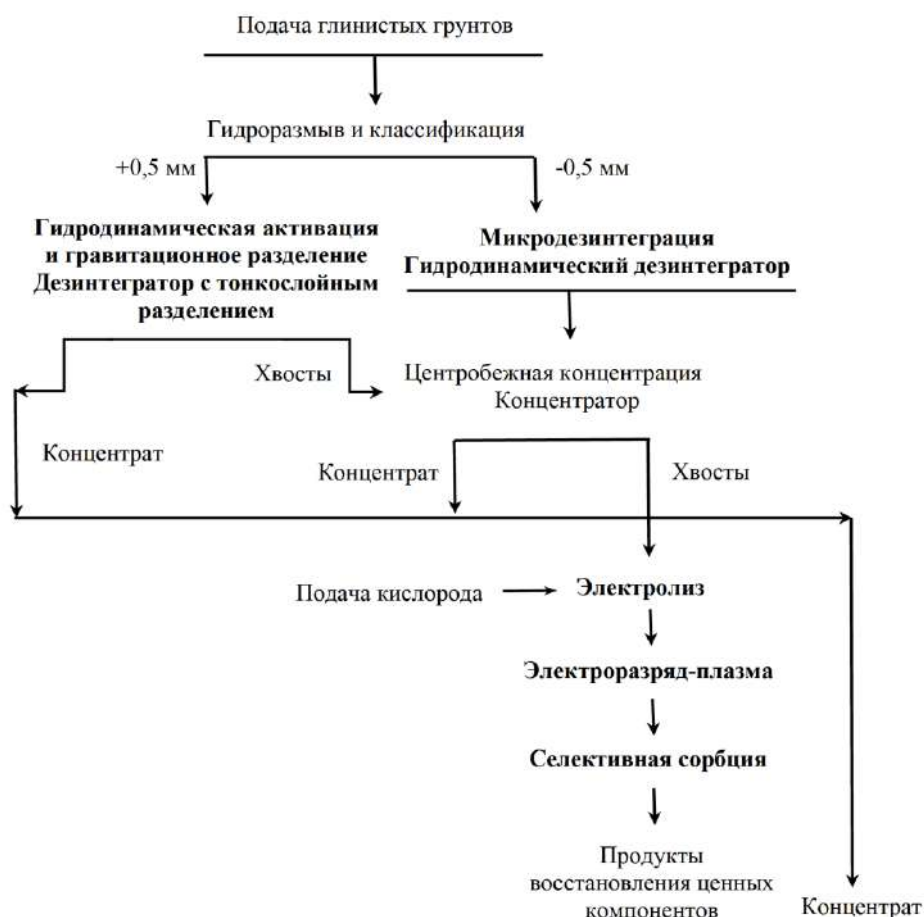 Подача глинистых грунтов
Гидроразмыв и классификация
+0,5 мм
-0,5 мм
Гидродинамическая активация
и гравитационное разделение
Дезинтегратор с тонкослойным
разделением
Микродезинтеграция
Гидродинамический дезинтегратор
Хвосты
Центробежная концентрация
Концентратор
Концентрат
Концентрат
Хвосты
Подача кислорода
Электролиз
Электроразряд-плазма
Селективная сорбция
Продукты
восстановления ценных
компонентов
Концентрат